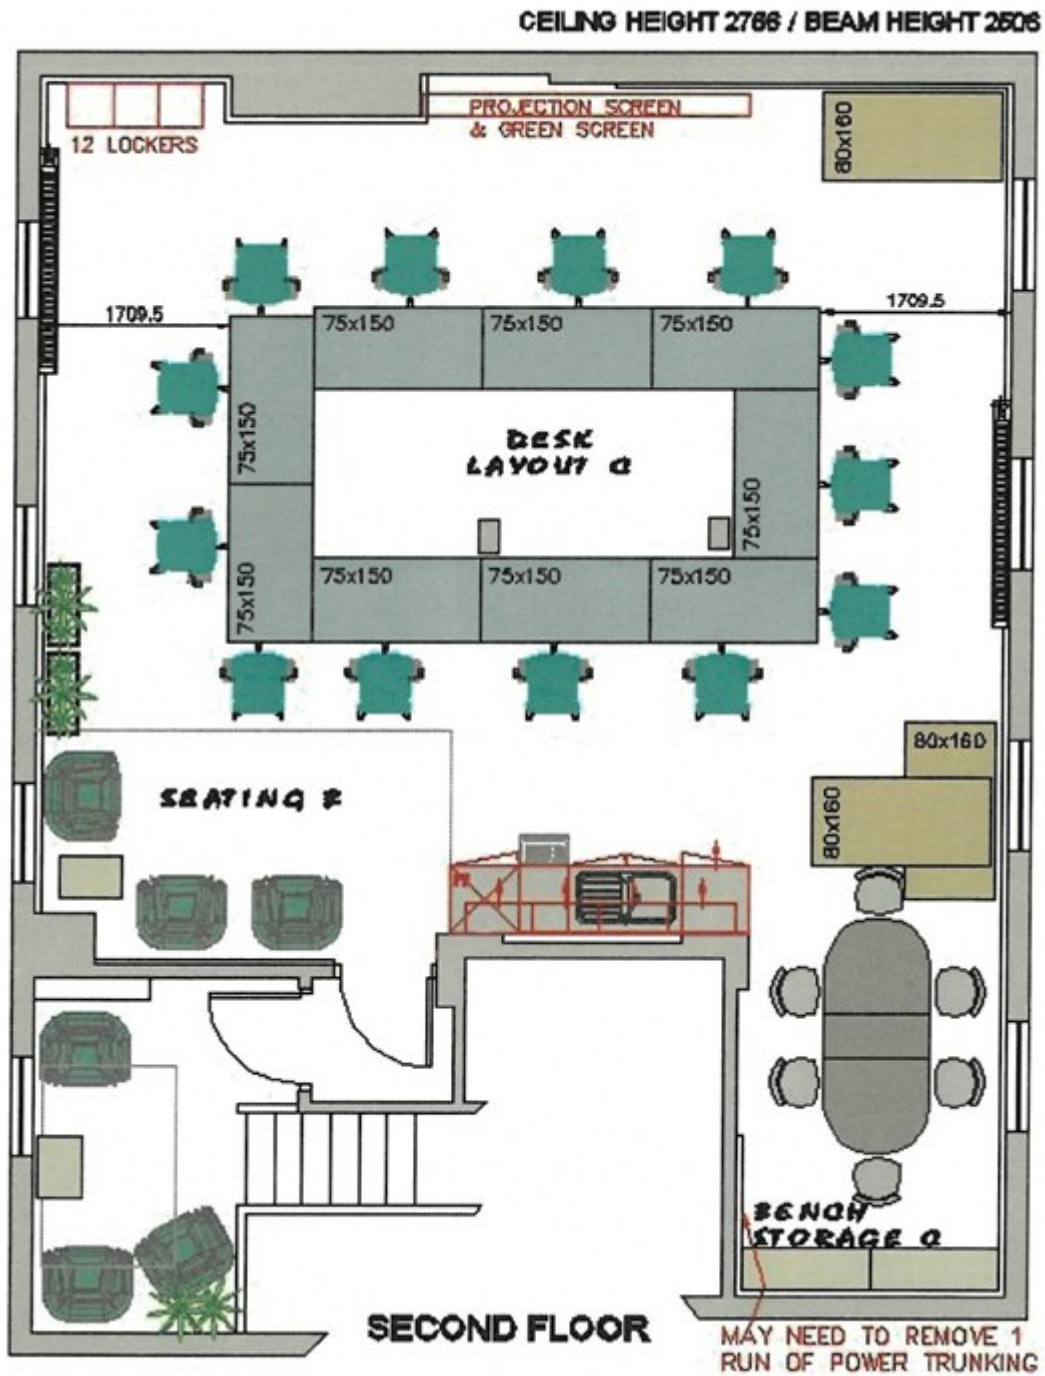 CEILING HEIGHT 2766 / BEAM HEIGHT 2506
PROJECTION SCREEN
& GREEN SCREEN
12 LOCKERS
80x160
1709.5
1709.5
75x150
75x150
75x150
75x150
75x150
75x150
75x150
75x150
75x150
DESK
LAYOUT Q
SEATING
80x160
80x160
BENCH
STORAGE Q
SECOND FLOOR
MAY NEED TO REMOVE 1
RUN OF POWER TRUNKING